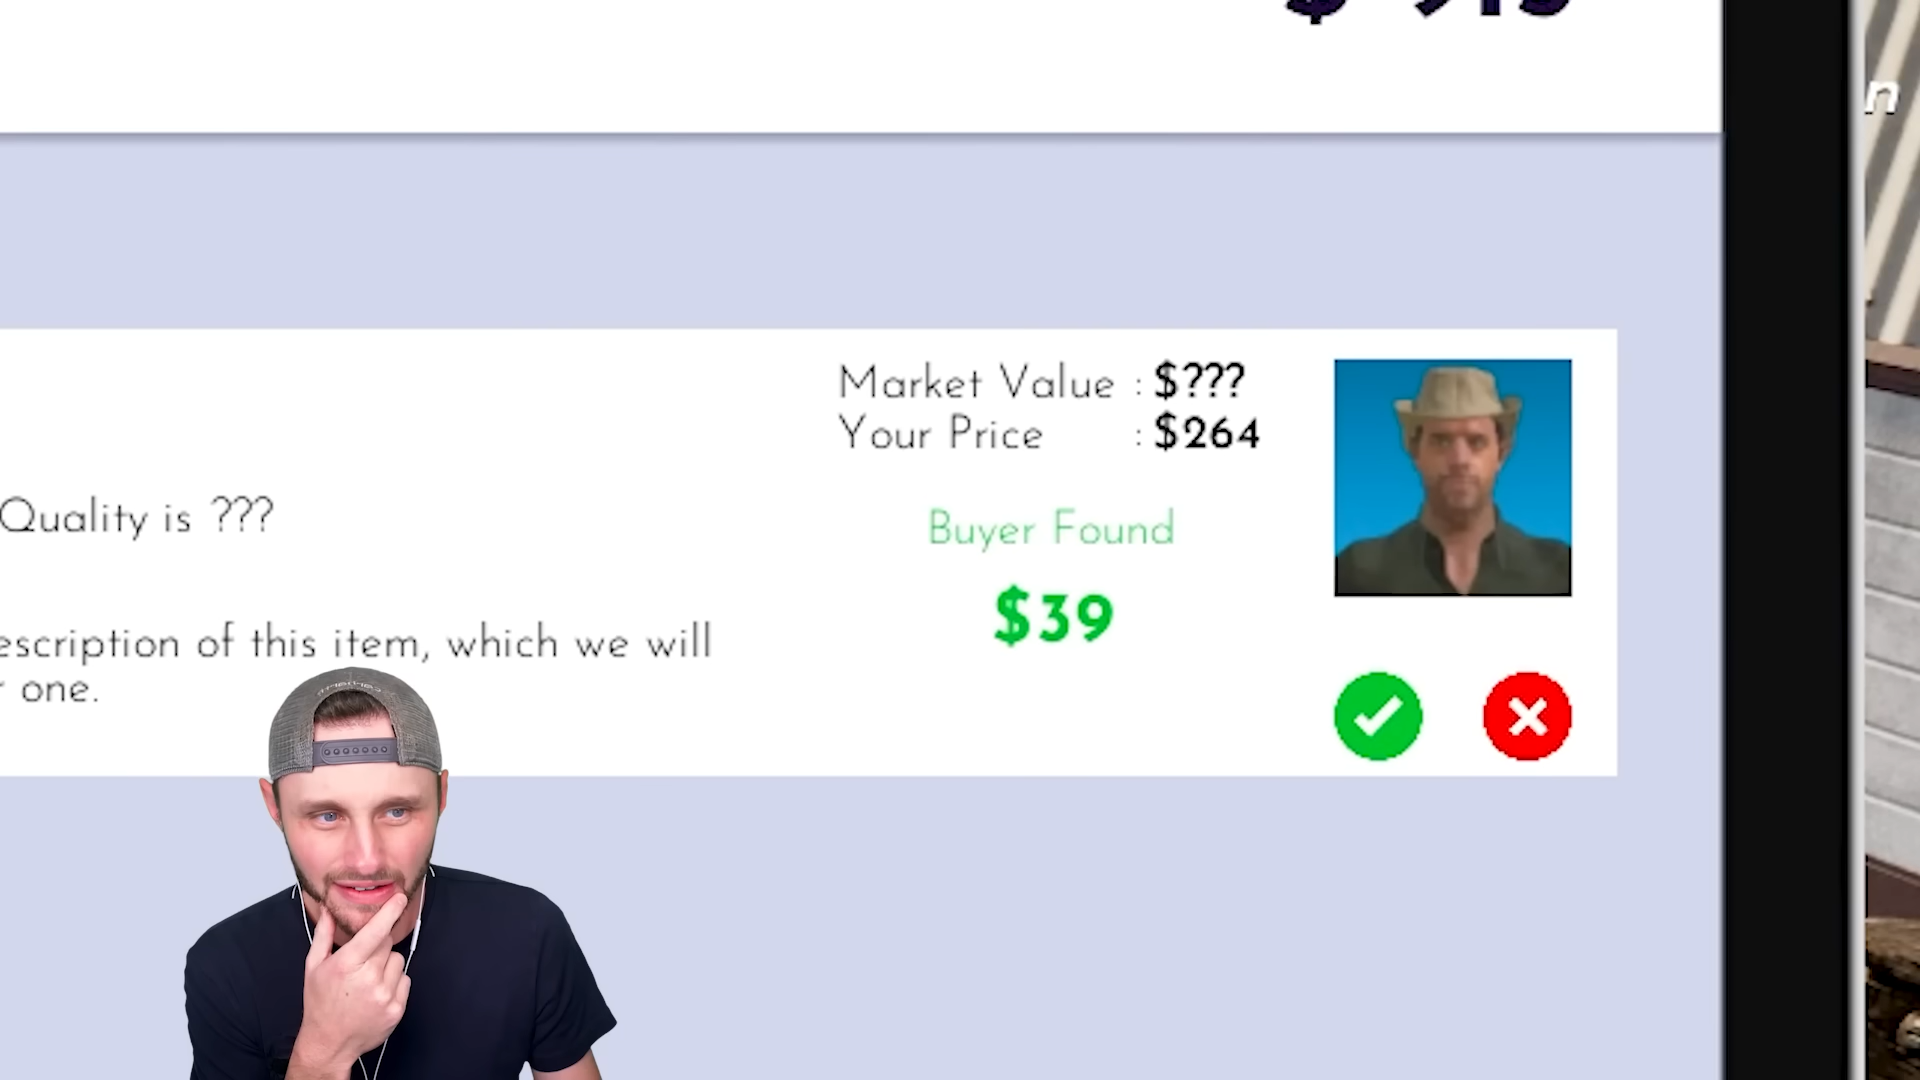 Market Value : $???
Your Price : $264
Quality is ???
Buyer Found
$39
escription of this item, which we will
r one.
n